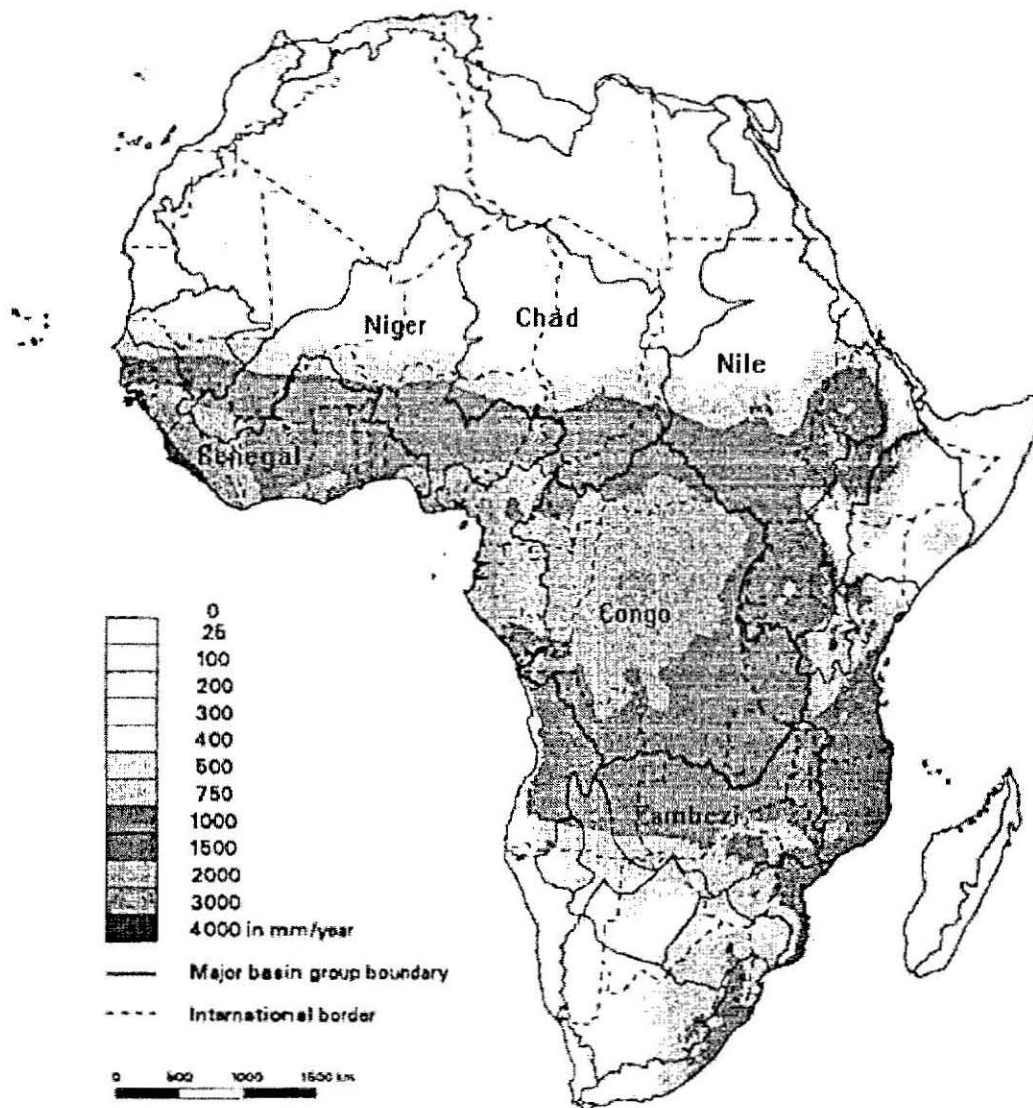 Niger
Chad
Nile
Senegal
Congo
Zambezi
0
25
100
200
300
400
500
750
1000
1500
2000
3000
4000 in mm/year
Major basin group boundary
International border
0 500 1000 1500 km